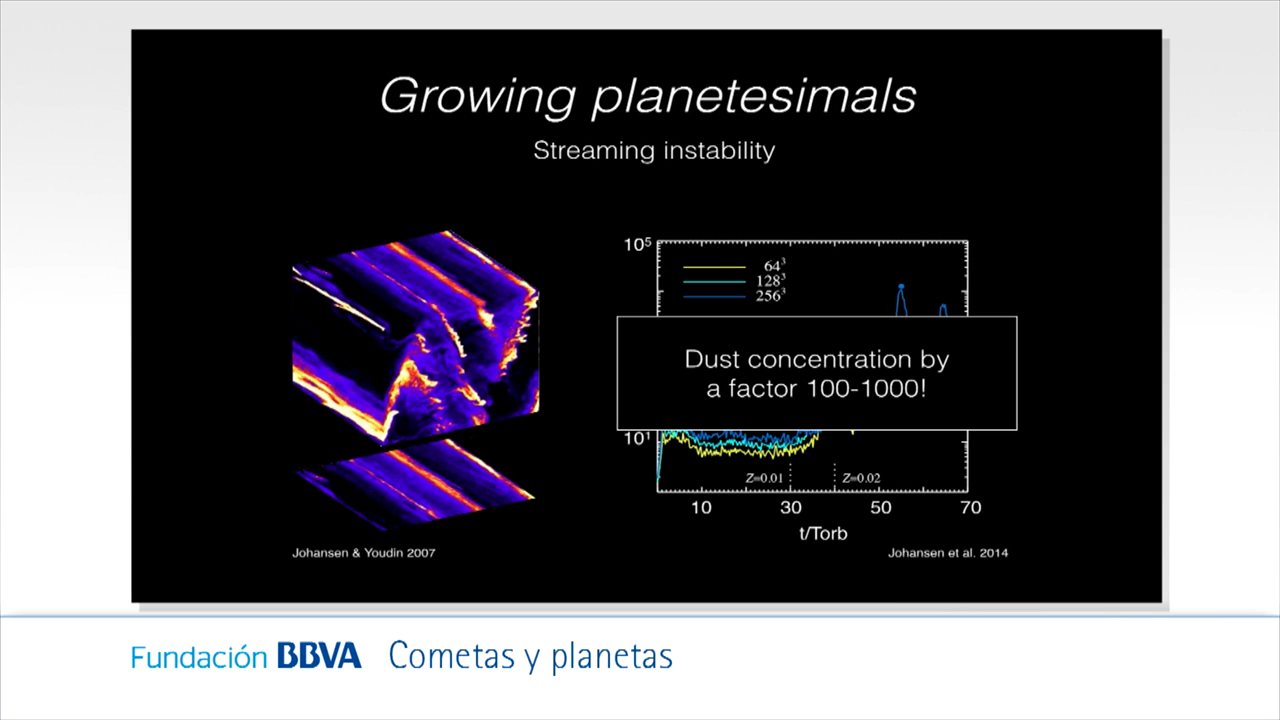 Growing planetesimals
Streaming instability
10⁵
64³
128³
256³
Dust concentration by
a factor 100-1000!
10¹
Z=0.01
Z=0.02
10 30 50 70
t/Torb
Johansen & Youdin 2007
Johansen et al. 2014
Fundación BBVA Cometas y planetas